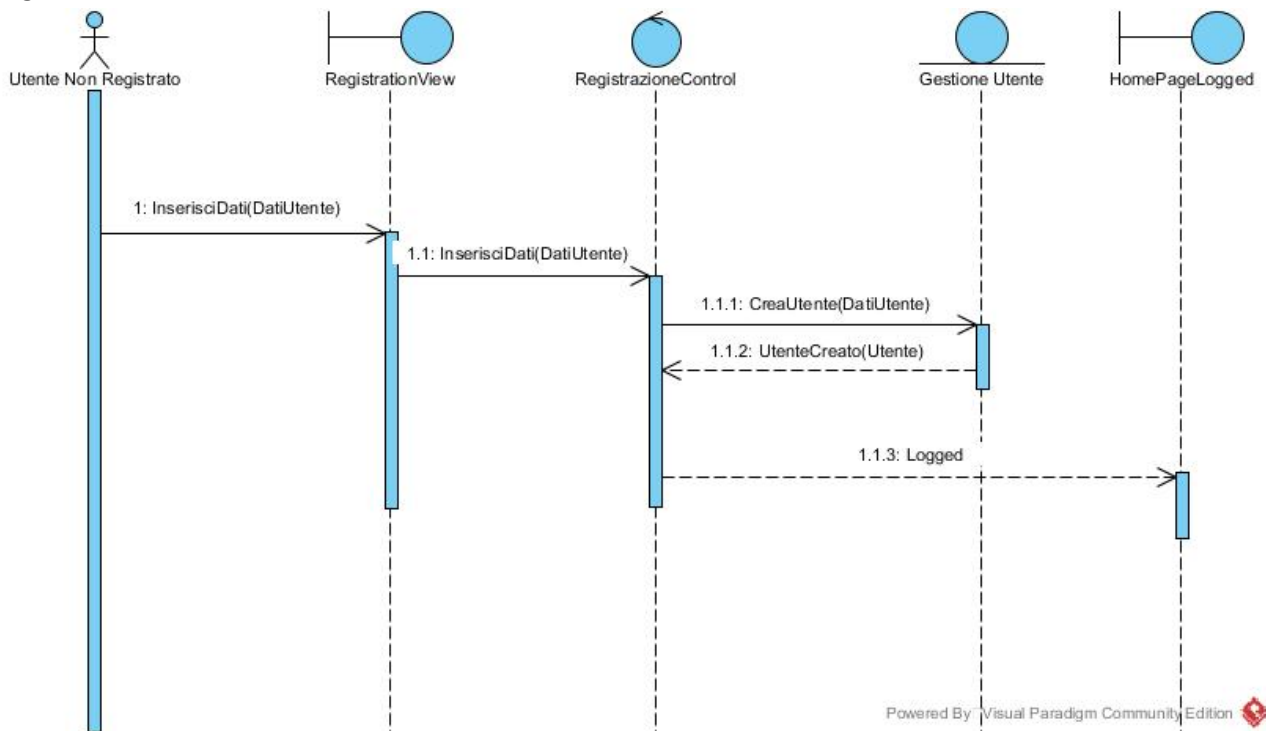 Utente Non Registrato
RegistrationView
RegistrazioneControl
Gestione Utente
HomePageLogged
1: InserisciDati(DatiUtente)
1.1: InserisciDati(DatiUtente)
1.1.1: CreaUtente(DatiUtente)
1.1.2: UtenteCreato(Utente)
1.1.3: Logged
Powered By Visual Paradigm Community Edition